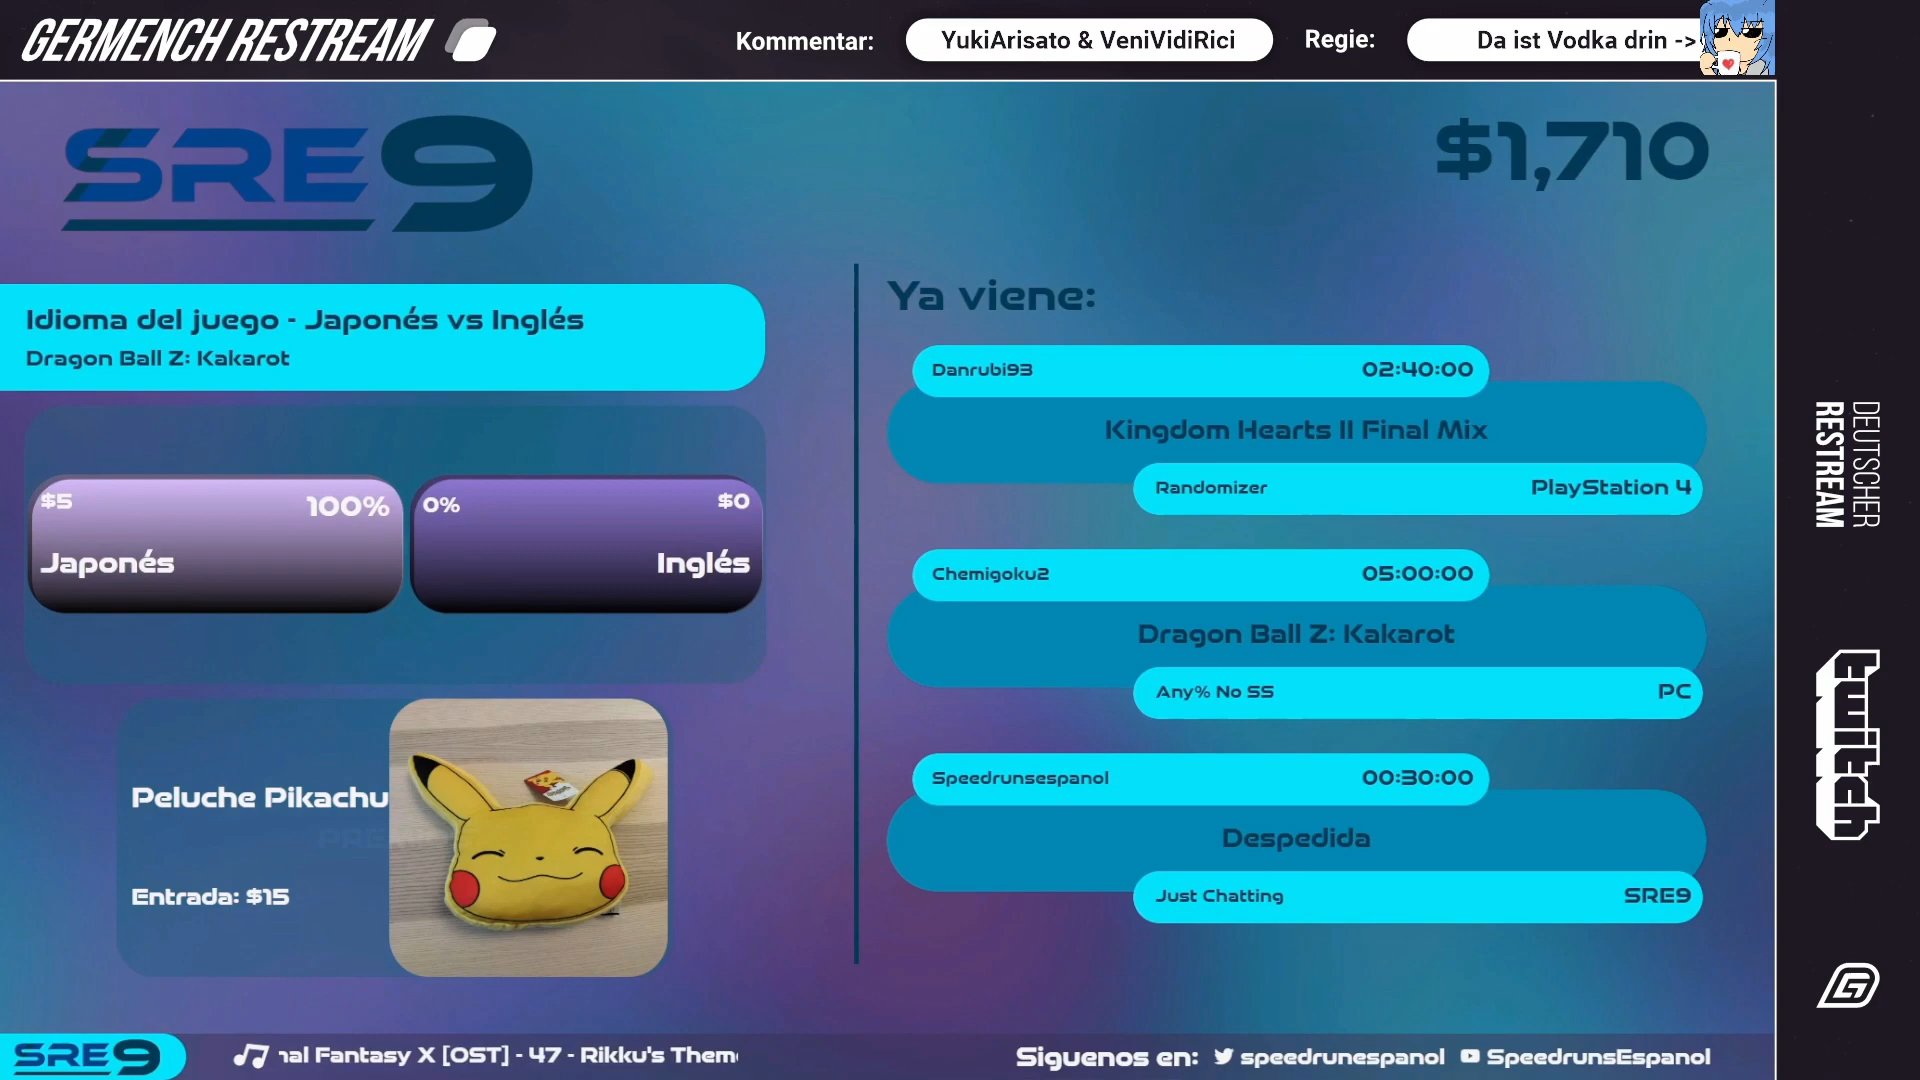 GERMENCH RESTREAM
Kommentar:
YukiArisato & VeniVidiRici
Regie:
Da ist Vodka drin ->
SRE9
$1,710
Idioma del juego - Japonés vs Inglés
Dragon Ball Z: Kakarot
$5
100%
Japonés
0%
$0
Inglés
Peluche Pikachu
Entrada: $15
Ya viene:
Danrubi93
02:40:00
Kingdom Hearts II Final Mix
Randomizer
PlayStation 4
Chemigoku2
05:00:00
Dragon Ball Z: Kakarot
Any% No SS
PC
Speedrunsespanol
00:30:00
Despedida
Just Chatting
SRE9
DEUTSCHER
RESTREAM
twitch
G
SRE9
nal Fantasy X [OST] - 47 - Rikku's Theme
Siguenos en:
speedrunespanol
SpeedrunsEspanol